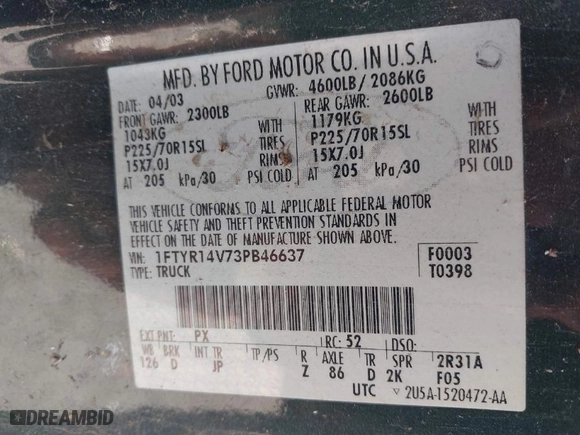 MFD. BY FORD MOTOR CO. IN U.S.A.
DATE: 04/03 GVWR: 4600LB/ 2086KG
FRONT GAWR: 2300LB REAR GAWR: 2600LB
1043KG WITH 1179KG WITH
P225/70R15SL TIRES P225/70R15SL TIRES
15X7.0J RIMS 15X7.0J RIMS
AT 205 kPa/30 PSI COLD AT 205 kPa/30 PSI COLD
THIS VEHICLE CONFORMS TO ALL APPLICABLE FEDERAL MOTOR
VEHICLE SAFETY AND THEFT PREVENTION STANDARDS IN
EFFECT ON THE DATE OF MANUFACTURE SHOWN ABOVE.
VIN: 1FTYR14V73PB46637 F0003
TYPE: TRUCK T0398
EXT PNT: PX RC: 52 DSO:
WB BRK INT TR TP/PS R AXLE TR SPR 2R31A
126 D JP Z 86 D 2K F05
UTC ▽ 2U5A-1520472-AA
DREAMBID